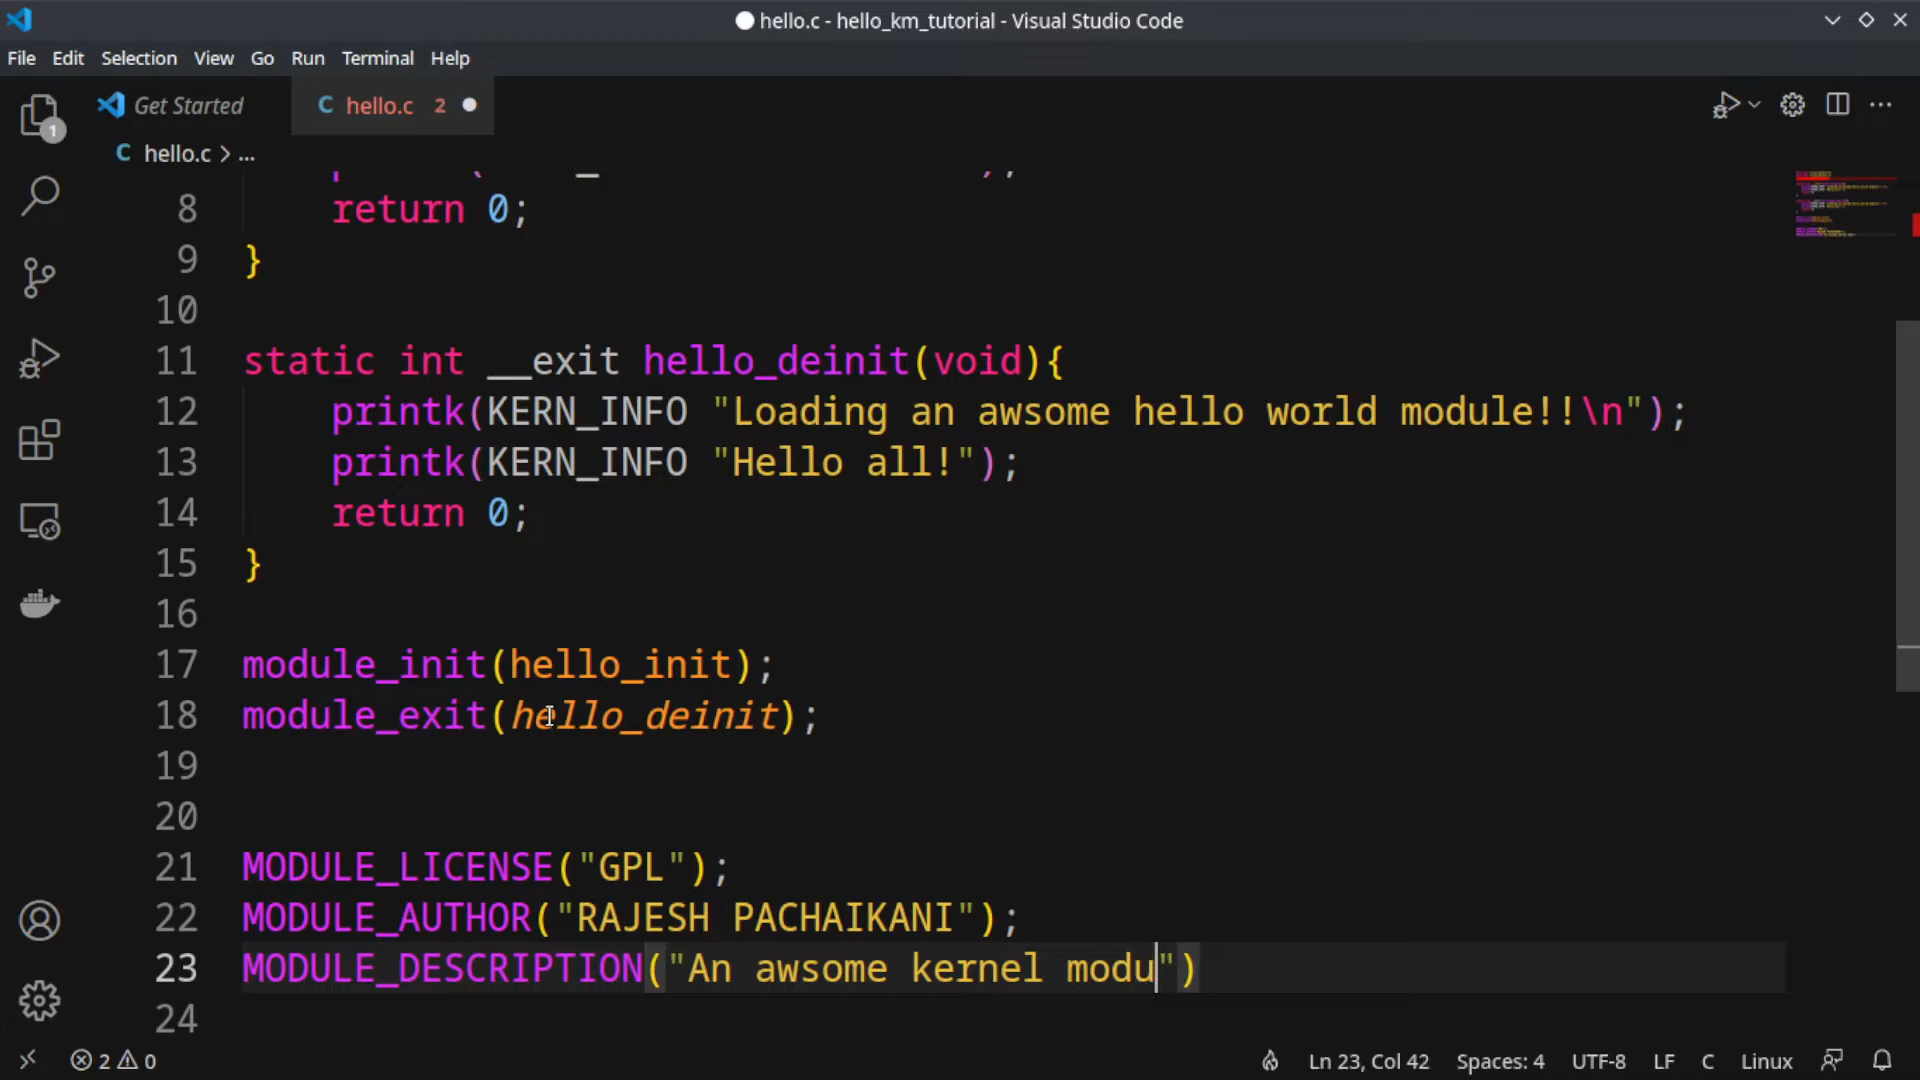 hello.c - hello_km_tutorial - Visual Studio Code
File Edit Selection View Go Run Terminal Help
Get Started C hello.c 2
1
C hello.c > ...
8 return 0;
9 }
10
11 static int __exit hello_deinit(void){
12 printk(KERN_INFO "Loading an awsome hello world module!!\n");
13 printk(KERN_INFO "Hello all!");
14 return 0;
15 }
16
17 module_init(hello_init);
18 module_exit(hello_deinit);
19
20
21 MODULE_LICENSE("GPL");
22 MODULE_AUTHOR("RAJESH PACHAIKANI");
23 MODULE_DESCRIPTION("An awsome kernel modu")
24
2 0 Ln 23, Col 42 Spaces: 4 UTF-8 LF C Linux